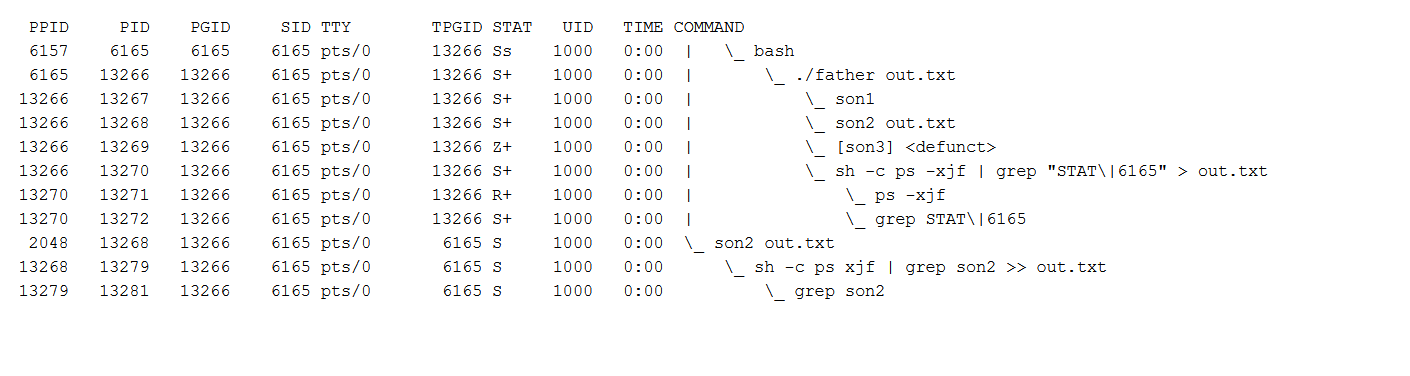 PPID PID PGID SID TTY TPGID STAT UID TIME COMMAND
6157 6165 6165 6165 pts/0 13266 Ss 1000 0:00 | \_ bash
6165 13266 13266 6165 pts/0 13266 S+ 1000 0:00 | \_ ./father out.txt
13266 13267 13266 6165 pts/0 13266 S+ 1000 0:00 | \_ son1
13266 13268 13266 6165 pts/0 13266 S+ 1000 0:00 | \_ son2 out.txt
13266 13269 13266 6165 pts/0 13266 Z+ 1000 0:00 | \_ [son3] <defunct>
13266 13270 13266 6165 pts/0 13266 S+ 1000 0:00 | \_ sh -c ps -xjf | grep "STAT\|6165" > out.txt
13270 13271 13266 6165 pts/0 13266 R+ 1000 0:00 | \_ ps -xjf
13270 13272 13266 6165 pts/0 13266 S+ 1000 0:00 | \_ grep STAT\|6165
2048 13268 13266 6165 pts/0 6165 S 1000 0:00 \_ son2 out.txt
13268 13279 13266 6165 pts/0 6165 S 1000 0:00 \_ sh -c ps xjf | grep son2 >> out.txt
13279 13281 13266 6165 pts/0 6165 S 1000 0:00 \_ grep son2